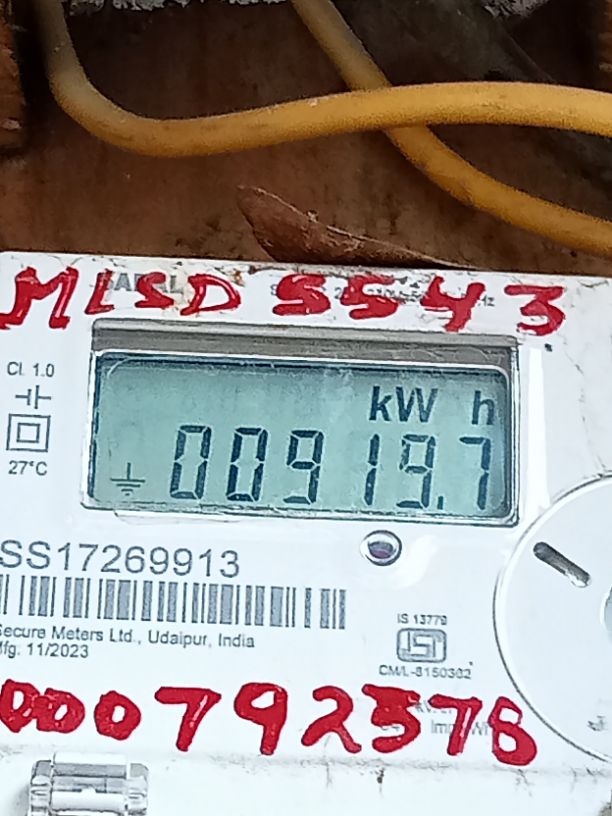 MLSD 5543
Cl. 1.0
27°C
kW h
00919.7
SS17269913
Secure Meters Ltd., Udaipur, India
Mfg. 11/2023
IS 13779
ISI
CM/L-8150302
000792578